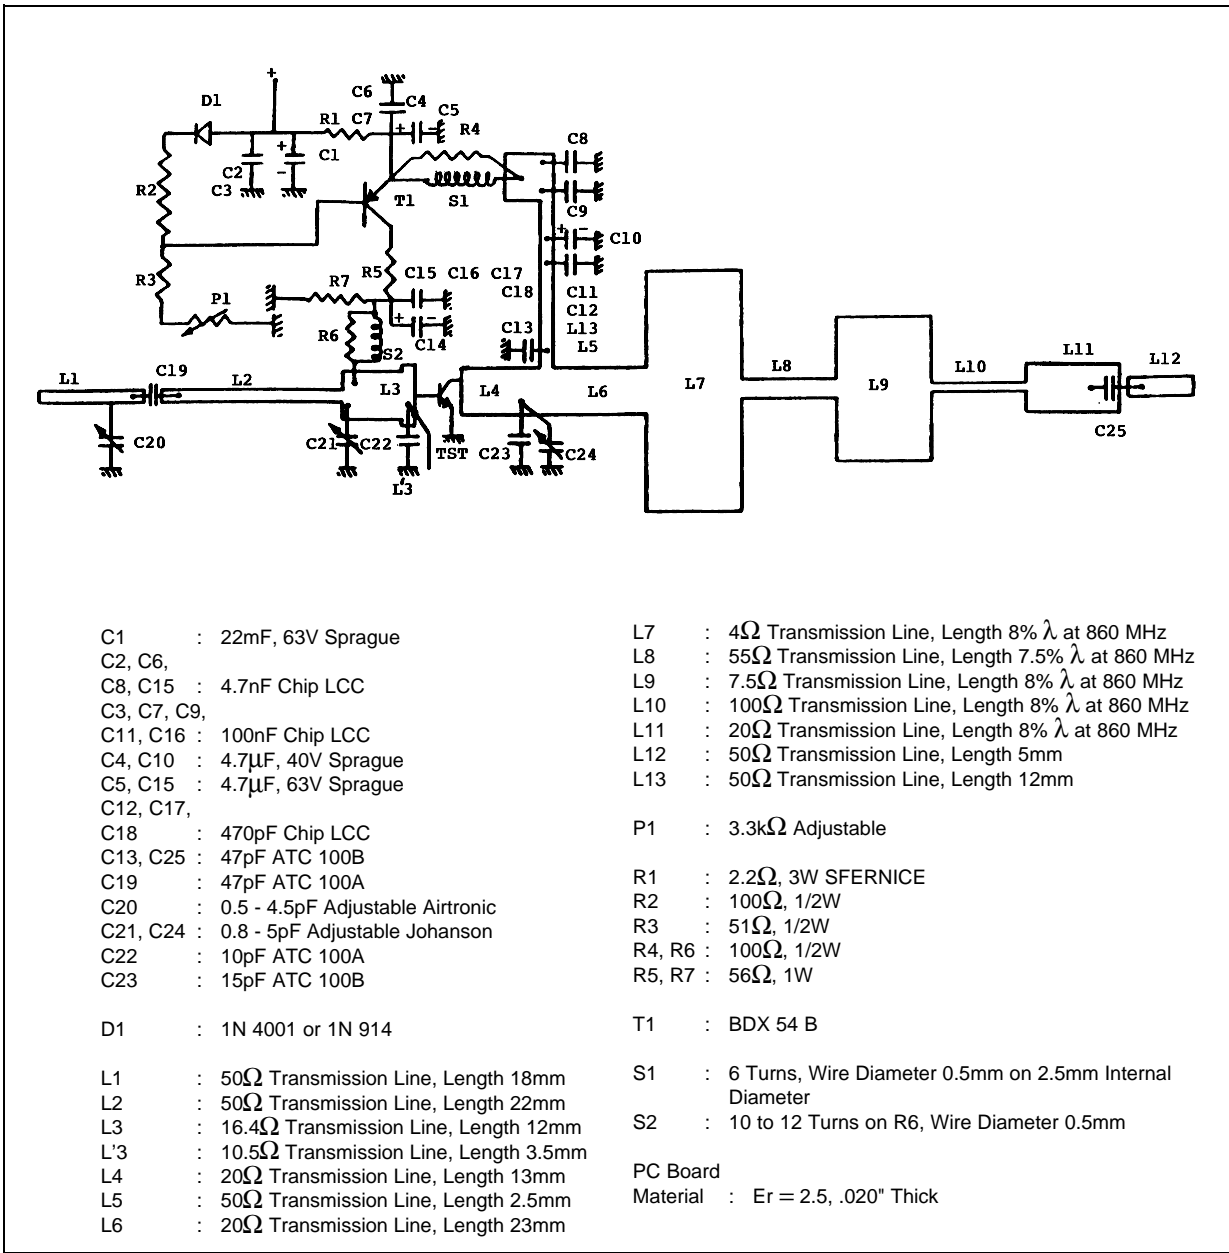 +
C6
D1
C4
R1
C7
C5
+ -
R4
C8
+
-
C2
C1
C3
R2
T1
S1
C9
+ -
C10
R3
R7
R5
C15
C16
C17
C18
C11
C12
L13
P1
+ -
C14
R6
S2
C13
L5
L1
C19
L2
L3
L4
L6
L7
L8
L9
L10
L11
L12
C20
C21
C22
TST
C23
C24
C25
L'3
C1 : 22mF, 63V Sprague
C2, C6,
C8, C15 : 4.7nF Chip LCC
C3, C7, C9,
C11, C16 : 100nF Chip LCC
C4, C10 : 4.7µF, 40V Sprague
C5, C15 : 4.7µF, 63V Sprague
C12, C17,
C18 : 470pF Chip LCC
C13, C25 : 47pF ATC 100B
C19 : 47pF ATC 100A
C20 : 0.5 - 4.5pF Adjustable Airtronic
C21, C24 : 0.8 - 5pF Adjustable Johanson
C22 : 10pF ATC 100A
C23 : 15pF ATC 100B
D1 : 1N 4001 or 1N 914
L1 : 50Ω Transmission Line, Length 18mm
L2 : 50Ω Transmission Line, Length 22mm
L3 : 16.4Ω Transmission Line, Length 12mm
L'3 : 10.5Ω Transmission Line, Length 3.5mm
L4 : 20Ω Transmission Line, Length 13mm
L5 : 50Ω Transmission Line, Length 2.5mm
L6 : 20Ω Transmission Line, Length 23mm
L7 : 4Ω Transmission Line, Length 8% λ at 860 MHz
L8 : 55Ω Transmission Line, Length 7.5% λ at 860 MHz
L9 : 7.5Ω Transmission Line, Length 8% λ at 860 MHz
L10 : 100Ω Transmission Line, Length 8% λ at 860 MHz
L11 : 20Ω Transmission Line, Length 8% λ at 860 MHz
L12 : 50Ω Transmission Line, Length 5mm
L13 : 50Ω Transmission Line, Length 12mm
P1 : 3.3kΩ Adjustable
R1 : 2.2Ω, 3W SFERNICE
R2 : 100Ω, 1/2W
R3 : 51Ω, 1/2W
R4, R6 : 100Ω, 1/2W
R5, R7 : 56Ω, 1W
T1 : BDX 54 B
S1 : 6 Turns, Wire Diameter 0.5mm on 2.5mm Internal
Diameter
S2 : 10 to 12 Turns on R6, Wire Diameter 0.5mm
PC Board
Material : Er = 2.5, .020" Thick